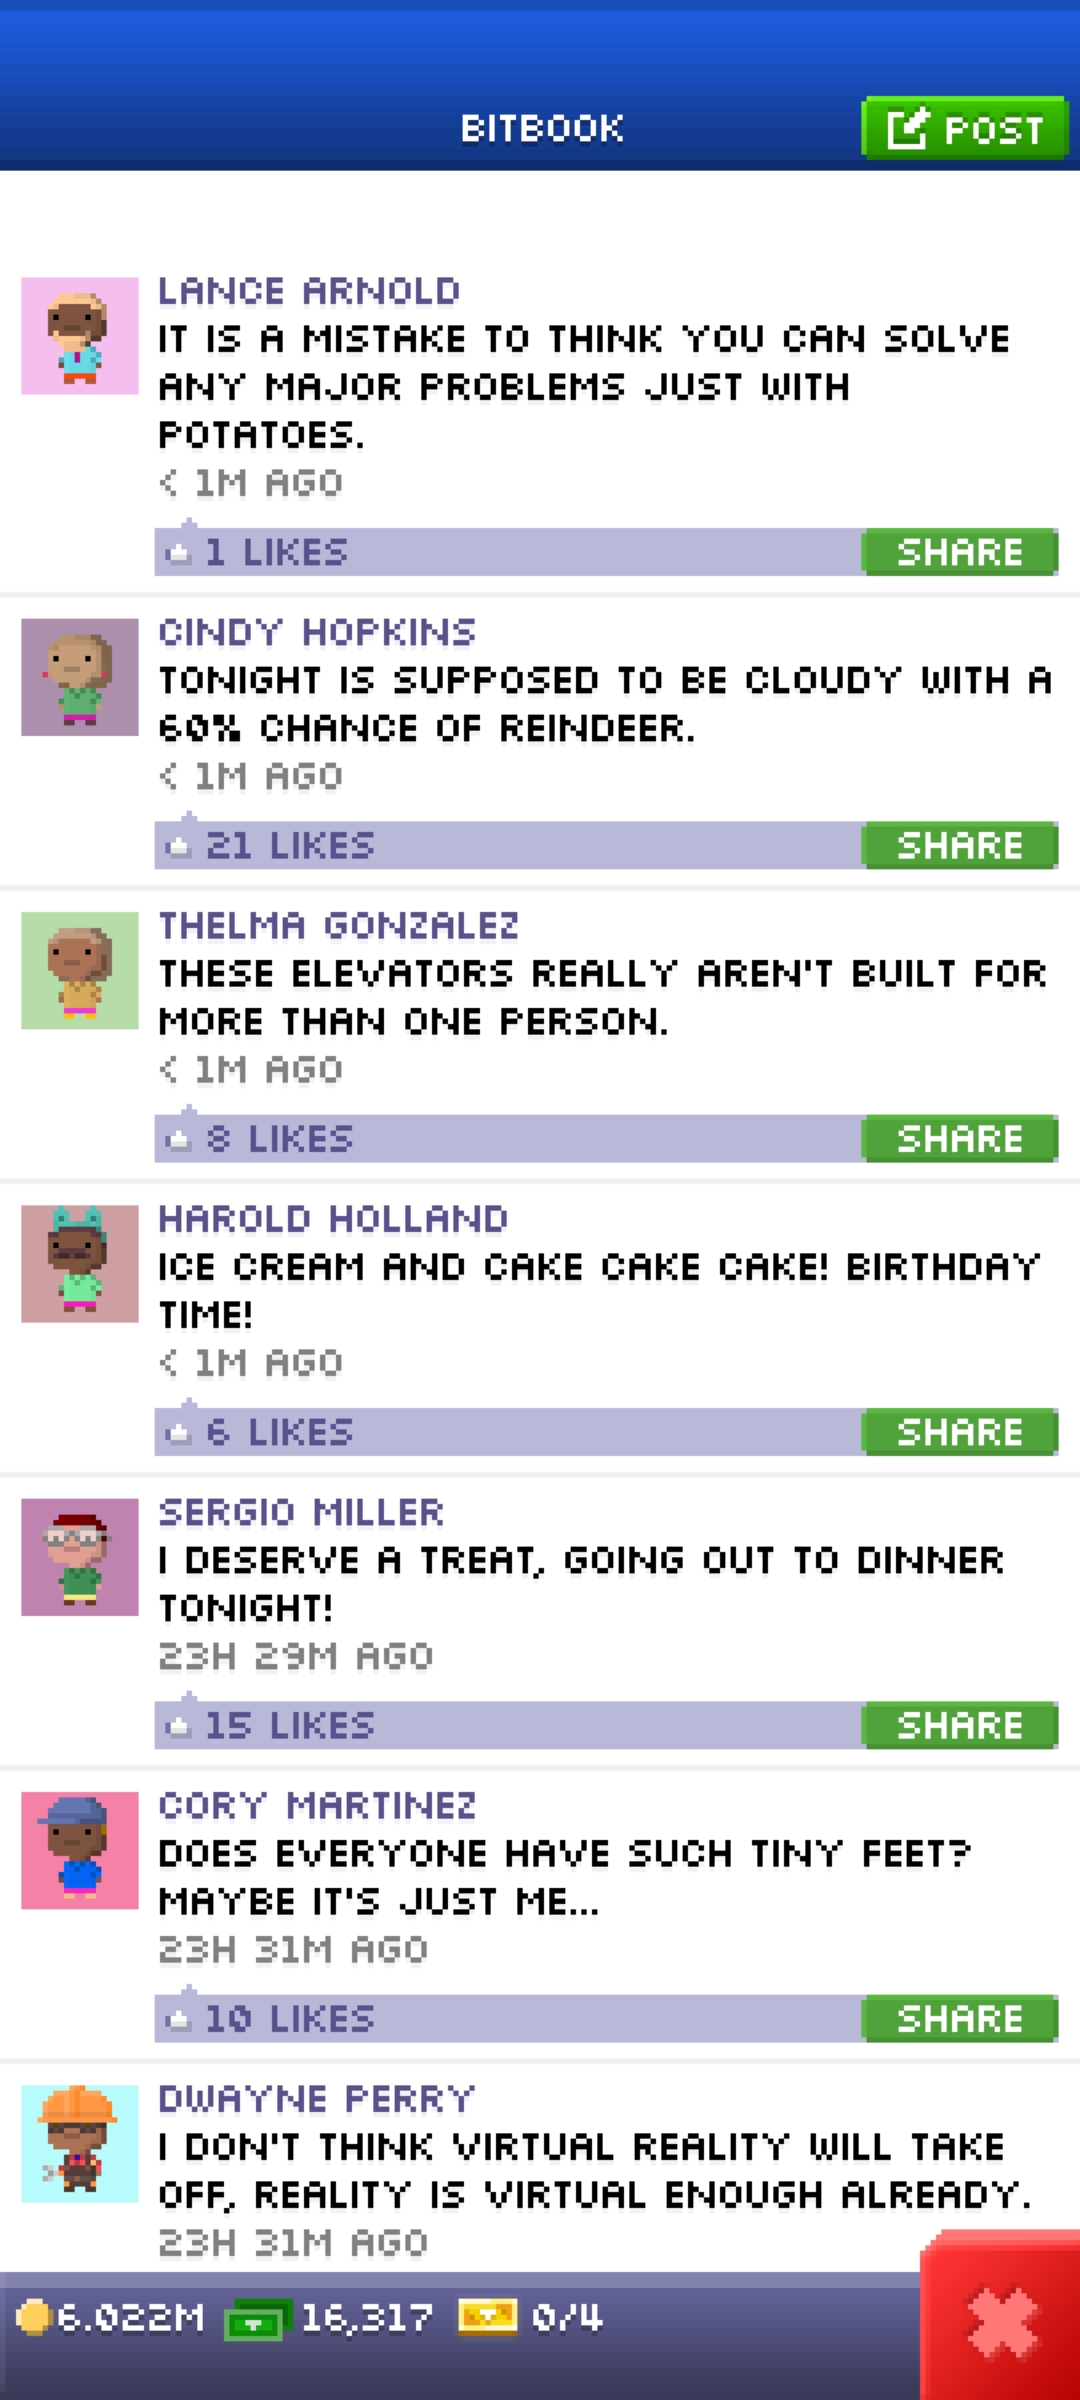 BITBOOK
POST
LANCE ARNOLD
IT IS A MISTAKE TO THINK YOU CAN SOLVE
ANY MAJOR PROBLEMS JUST WITH
POTATOES.
< 1M AGO
1 LIKES
SHARE
CINDY HOPKINS
TONIGHT IS SUPPOSED TO BE CLOUDY WITH A
60% CHANCE OF REINDEER.
< 1M AGO
21 LIKES
SHARE
THELMA GONZALEZ
THESE ELEVATORS REALLY AREN'T BUILT FOR
MORE THAN ONE PERSON.
< 1M AGO
8 LIKES
SHARE
HAROLD HOLLAND
ICE CREAM AND CAKE CAKE CAKE! BIRTHDAY
TIME!
< 1M AGO
6 LIKES
SHARE
SERGIO MILLER
I DESERVE A TREAT, GOING OUT TO DINNER
TONIGHT!
23H 29M AGO
15 LIKES
SHARE
CORY MARTINEZ
DOES EVERYONE HAVE SUCH TINY FEET?
MAYBE IT'S JUST ME...
23H 31M AGO
10 LIKES
SHARE
DWAYNE PERRY
I DON'T THINK VIRTUAL REALITY WILL TAKE
OFF, REALITY IS VIRTUAL ENOUGH ALREADY.
23H 31M AGO
6.022M 16,317 0/4